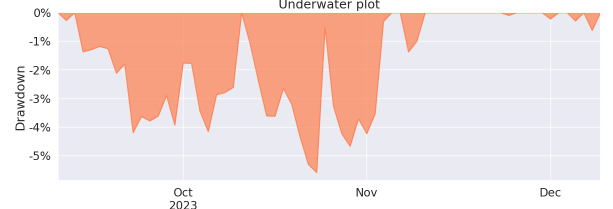 Underwater plot
0%
-1%
-2%
-3%
-4%
-5%
Drawdown
Oct
2023
Nov
Dec